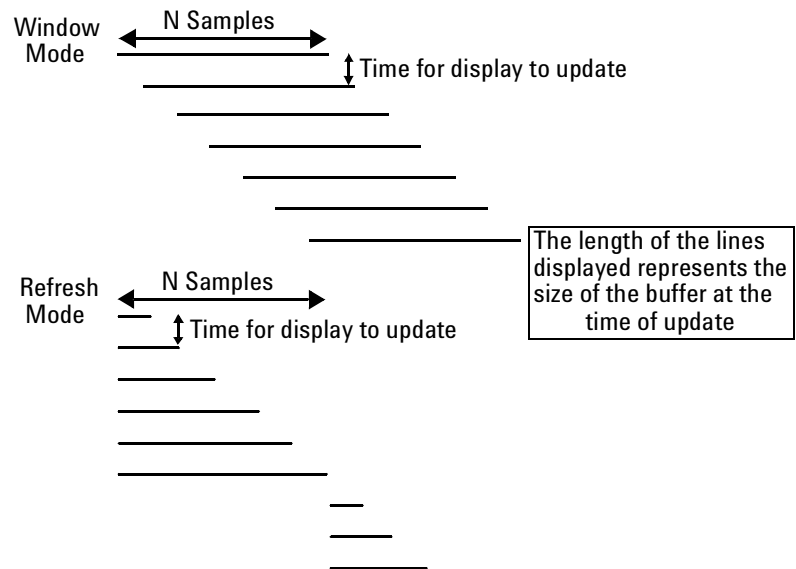 Window
Mode
N Samples
Time for display to update
The length of the lines
displayed represents the
size of the buffer at the
time of update
Refresh
Mode
N Samples
Time for display to update